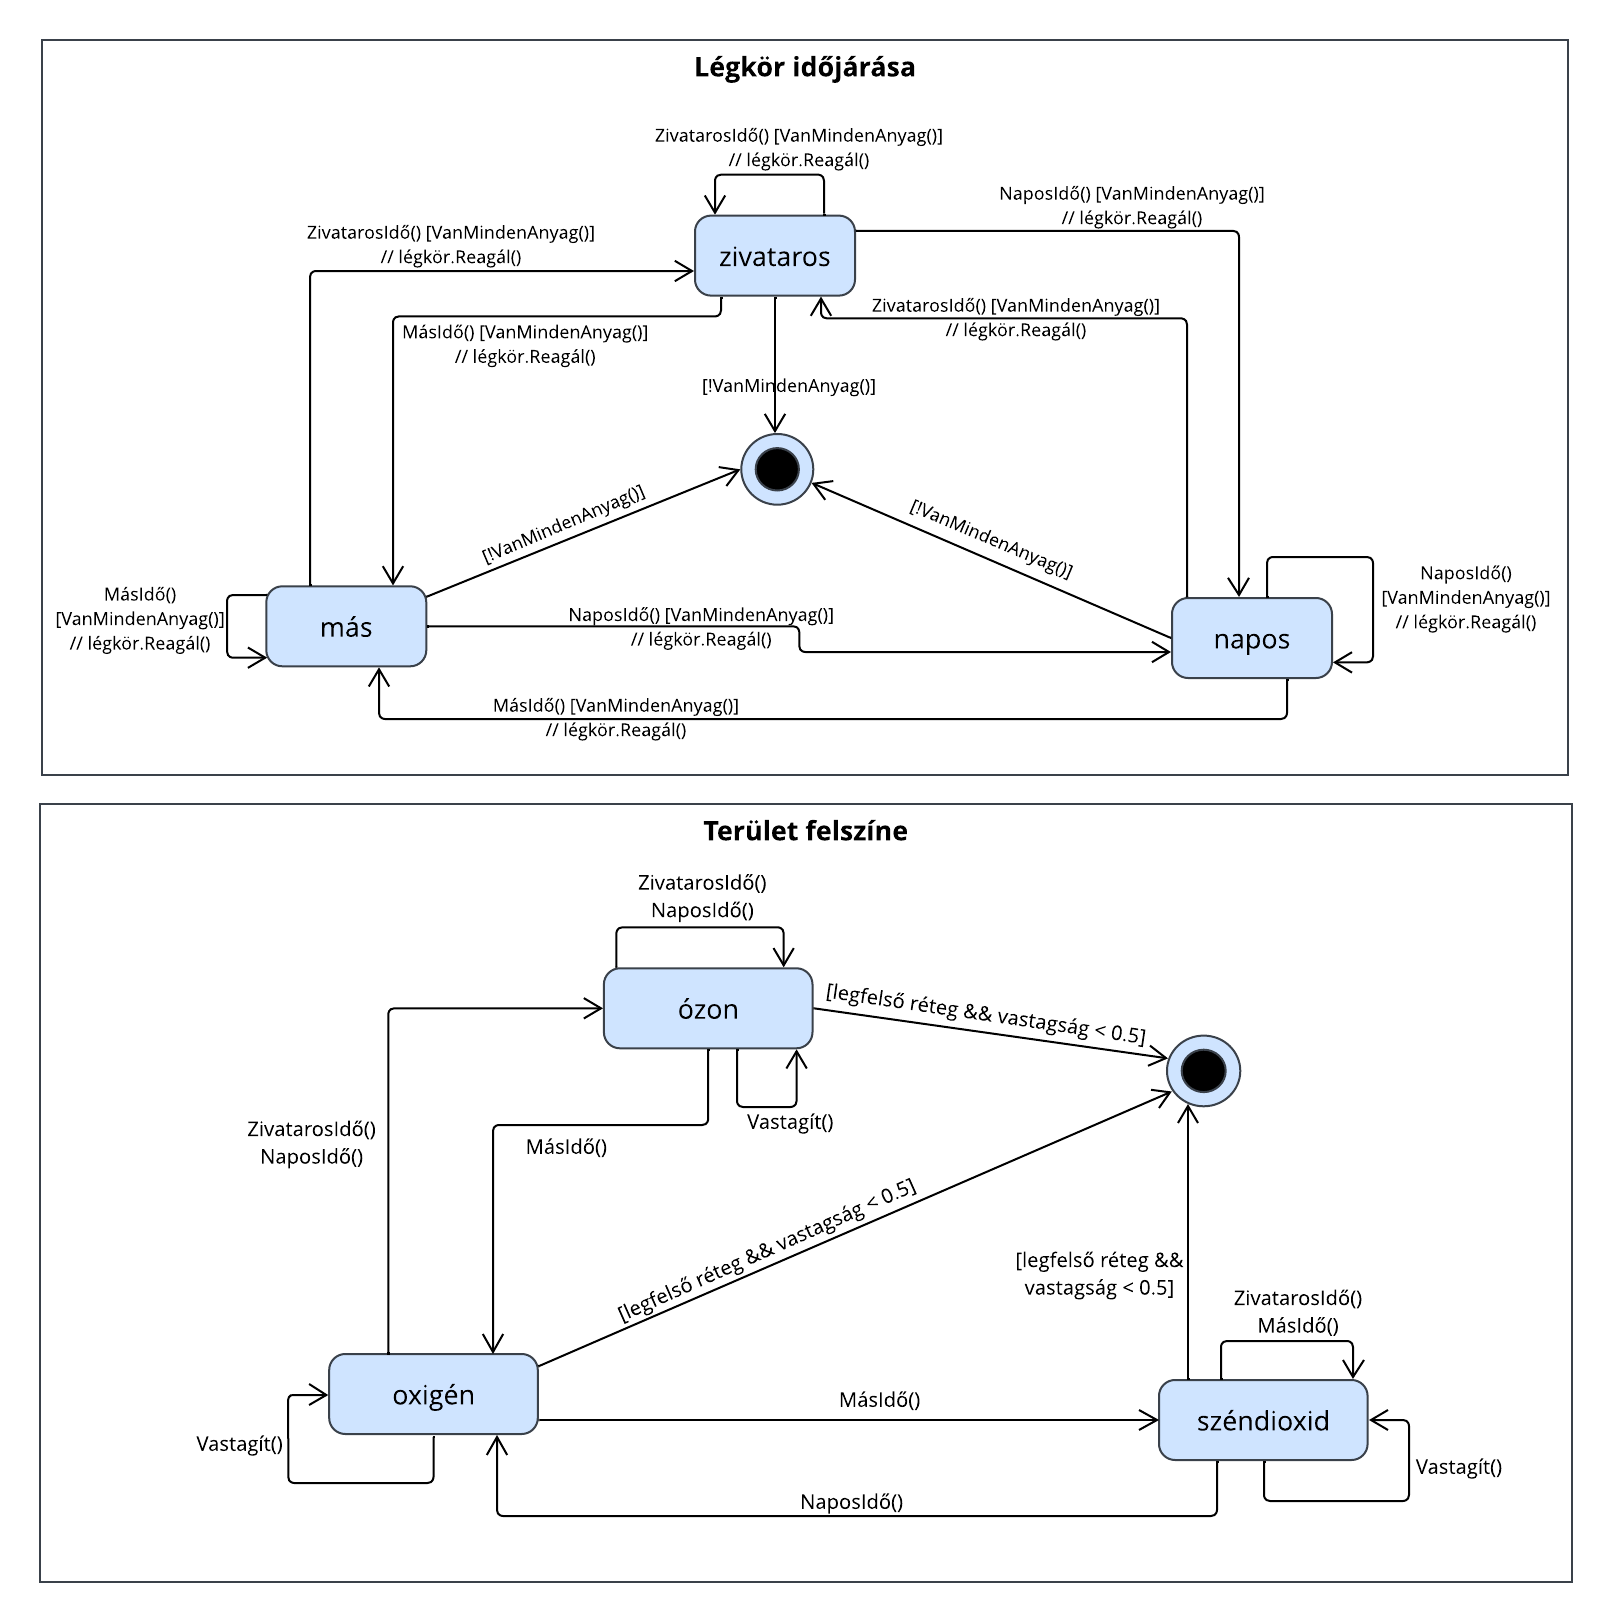 Légkör időjárása
ZivatarosIdő() [VanMindenAnyag()]
// légkör.Reagál()
NaposIdő() [VanMindenAnyag()]
// légkör.Reagál()
ZivatarosIdő() [VanMindenAnyag()]
// légkör.Reagál()
zivataros
ZivatarosIdő() [VanMindenAnyag()]
// légkör.Reagál()
MásIdő() [VanMindenAnyag()]
// légkör.Reagál()
[!VanMindenAnyag()]
[!VanMindenAnyag()]
[!VanMindenAnyag()]
MásIdő()
[VanMindenAnyag()]
// légkör.Reagál()
más
NaposIdő() [VanMindenAnyag()]
// légkör.Reagál()
napos
NaposIdő()
[VanMindenAnyag()]
// légkör.Reagál()
MásIdő() [VanMindenAnyag()]
// légkör.Reagál()
Terület felszíne
ZivatarosIdő()
NaposIdő()
ózon
[legfelső réteg && vastagság < 0.5]
Vastagít()
ZivatarosIdő()
NaposIdő()
MásIdő()
[legfelső réteg && vastagság < 0.5]
[legfelső réteg &&
vastagság < 0.5]
ZivatarosIdő()
MásIdő()
oxigén
MásIdő()
széndioxid
Vastagít()
Vastagít()
NaposIdő()